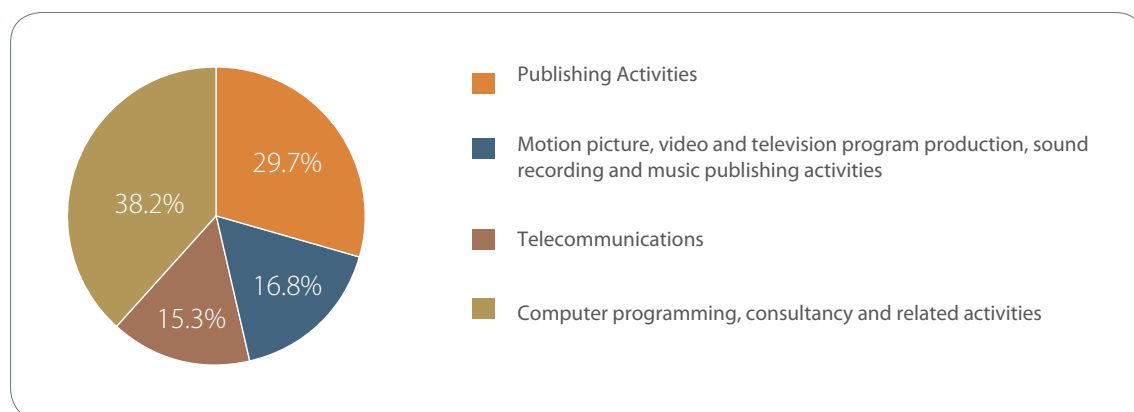 29.7%
16.8%
15.3%
38.2%
Publishing Activities
Motion picture, video and television program production, sound
recording and music publishing activities
Telecommunications
Computer programming, consultancy and related activities